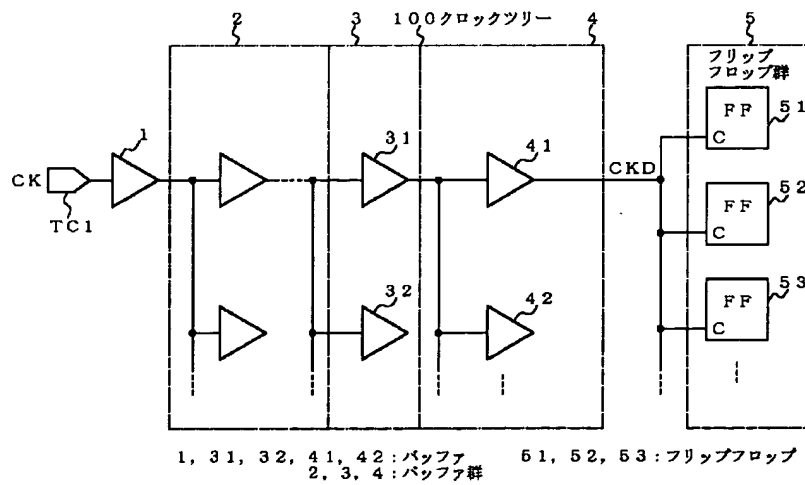 2 3 100クロックツリー 4 5
フリップ
フロップ群
FF 51
C
1 31 41
CK CKD
TC1
FF 52
C
32 42
FF 53
C
1, 31, 32, 41, 42:バッファ 51, 52, 53:フリップフロップ
2, 3, 4:バッファ群